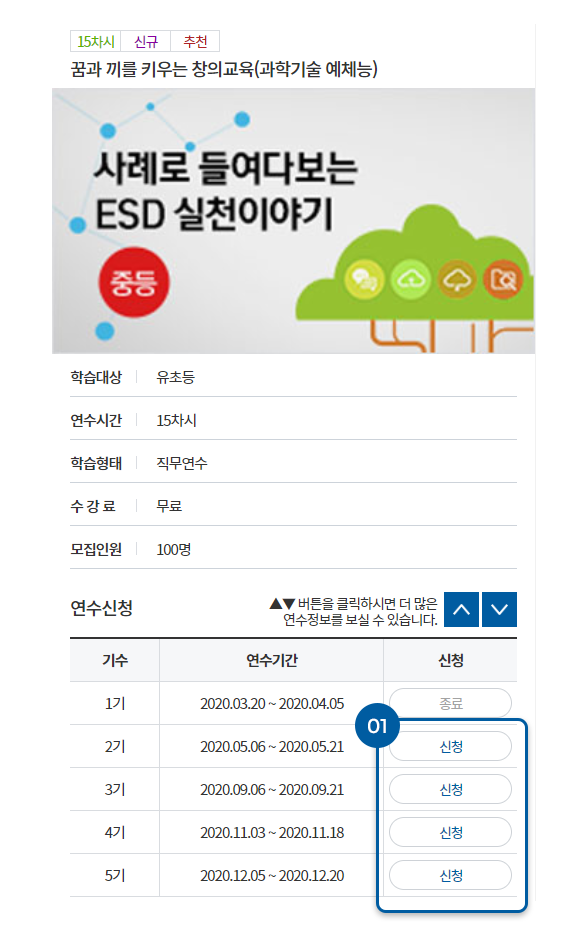 15차시 신규 추천
꿈과 끼를 키우는 창의교육(과학기술 예체능)
사례로 들여다보는
ESD 실천이야기
중등
학습대상 유초등
연수시간 15차시
학습형태 직무연수
수 강 료 무료
모집인원 100명
연수신청
▲▼ 버튼을 클릭하시면 더 많은
연수정보를 보실 수 있습니다.
기수 연수기간 신청
1기 2020.03.20 ~ 2020.04.05 종료
01
2기 2020.05.06 ~ 2020.05.21 신청
3기 2020.09.06 ~ 2020.09.21 신청
4기 2020.11.03 ~ 2020.11.18 신청
5기 2020.12.05 ~ 2020.12.20 신청